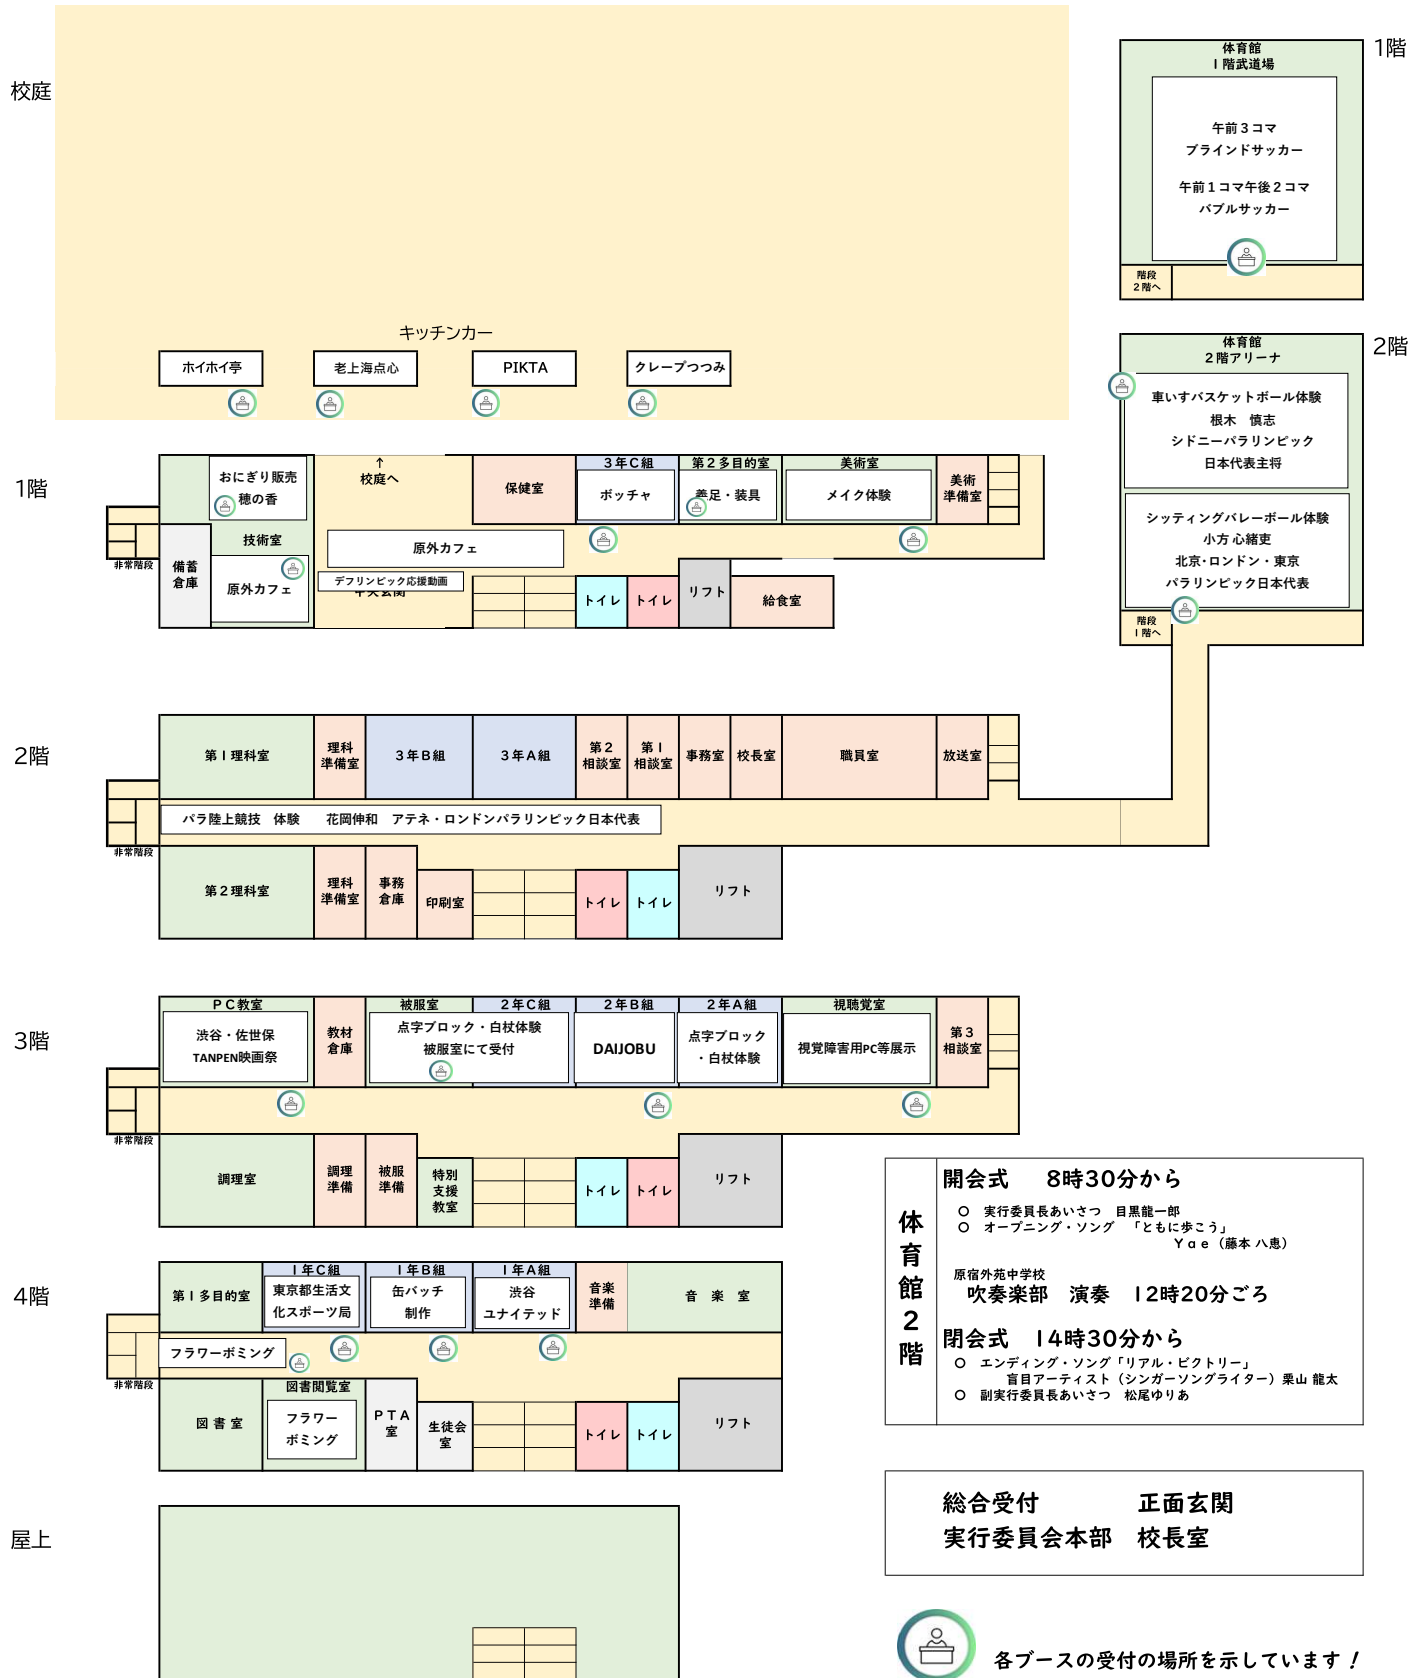 校庭
キッチンカー
ホイホイ亭
老上海点心
PIKTA
クレープつつみ
1階
体育館
1階武道場
午前3コマ
ブラインドサッカー
午前1コマ午後2コマ
バブルサッカー
階段
2階へ
2階
体育館
2階アリーナ
車いすバスケットボール体験
根木 慎志
シドニーパラリンピック
日本代表主将
シッティングバレーボール体験
小方 心緒吏
北京・ロンドン・東京
パラリンピック日本代表
階段
1階へ
1階
おにぎり販売
穂の香
技術室
原外カフェ
備蓄
倉庫
非常階段
↑
校庭へ
原外カフェ
デフリンピック応援動画
中央玄関
保健室
3年C組
ボッチャ
第2多目的室
義足・装具
美術室
メイク体験
美術
準備室
トイレ
トイレ
リフト
給食室
2階
第1理科室
理科
準備室
3年B組
3年A組
第2
相談室
第1
相談室
事務室
校長室
職員室
放送室
パラ陸上競技 体験 花岡伸和 アテネ・ロンドンパラリンピック日本代表
非常階段
第2理科室
理科
準備室
事務
倉庫
印刷室
トイレ
トイレ
リフト
3階
PC教室
渋谷・佐世保
TANPEN映画祭
教材
倉庫
被服室
2年C組
点字ブロック・白杖体験
被服室にて受付
2年B組
DAIJOBU
2年A組
点字ブロック
・白杖体験
視聴覚室
視覚障害用PC等展示
第3
相談室
非常階段
調理室
調理
準備
被服
準備
特別
支援
教室
トイレ
トイレ
リフト
4階
第1多目的室
1年C組
東京都生活文
化スポーツ局
1年B組
缶バッチ
制作
1年A組
渋谷
ユナイテッド
音楽
準備
音 楽 室
フラワーボミング
非常階段
図 書 室
図書閲覧室
フラワー
ボミング
PTA
室
生徒会
室
トイレ
トイレ
リフト
屋上
体育館2階
開会式 8時30分から
○ 実行委員長あいさつ 目黒龍一郎
○ オープニング・ソング 「ともに歩こう」
Yae(藤本 八恵)
原宿外苑中学校
吹奏楽部 演奏 12時20分ごろ
閉会式 14時30分から
○ エンディング・ソング「リアル・ビクトリー」
盲目アーティスト(シンガーソングライター)栗山 龍太
○ 副実行委員長あいさつ 松尾ゆりあ
総合受付 正面玄関
実行委員会本部 校長室
各ブースの受付の場所を示しています!